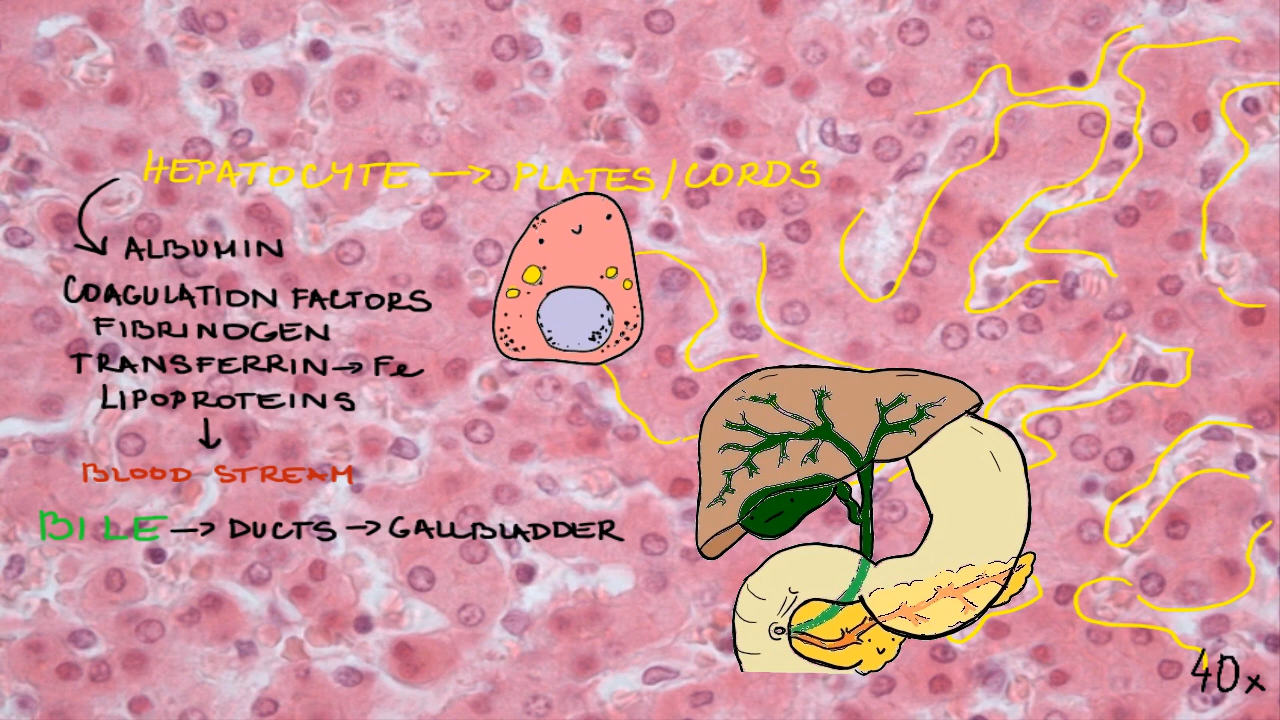 HEPATOCYTE → PLATES/CORDS
ALBUMIN
COAGULATION FACTORS
FIBRINOGEN
TRANSFERRIN → Fe
LIPOPROTEINS
↓
BLOOD STREAM
BILE → DUCTS → GALLBLADDER
40x